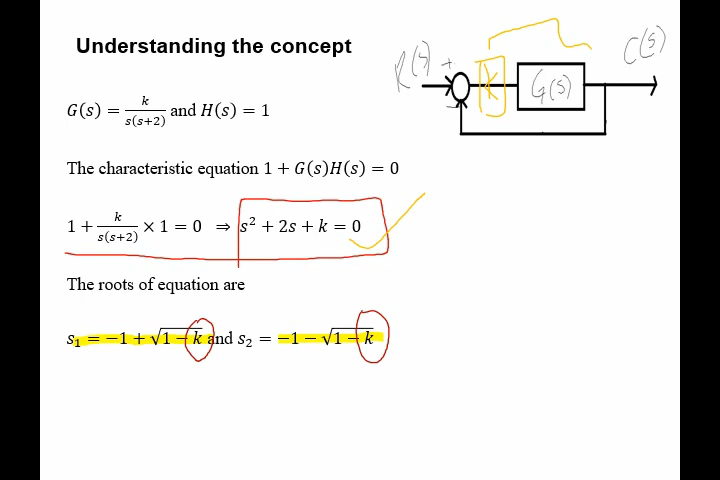 Understanding the concept
R(s) + k G(s) C(s)
−
G(s) = k/(s(s+2)) and H(s) = 1
The characteristic equation 1 + G(s)H(s) = 0
1 + k/(s(s+2)) × 1 = 0 ⇒ s² + 2s + k = 0
The roots of equation are
s₁ = −1 + √(1 − k) and s₂ = −1 − √(1 − k)